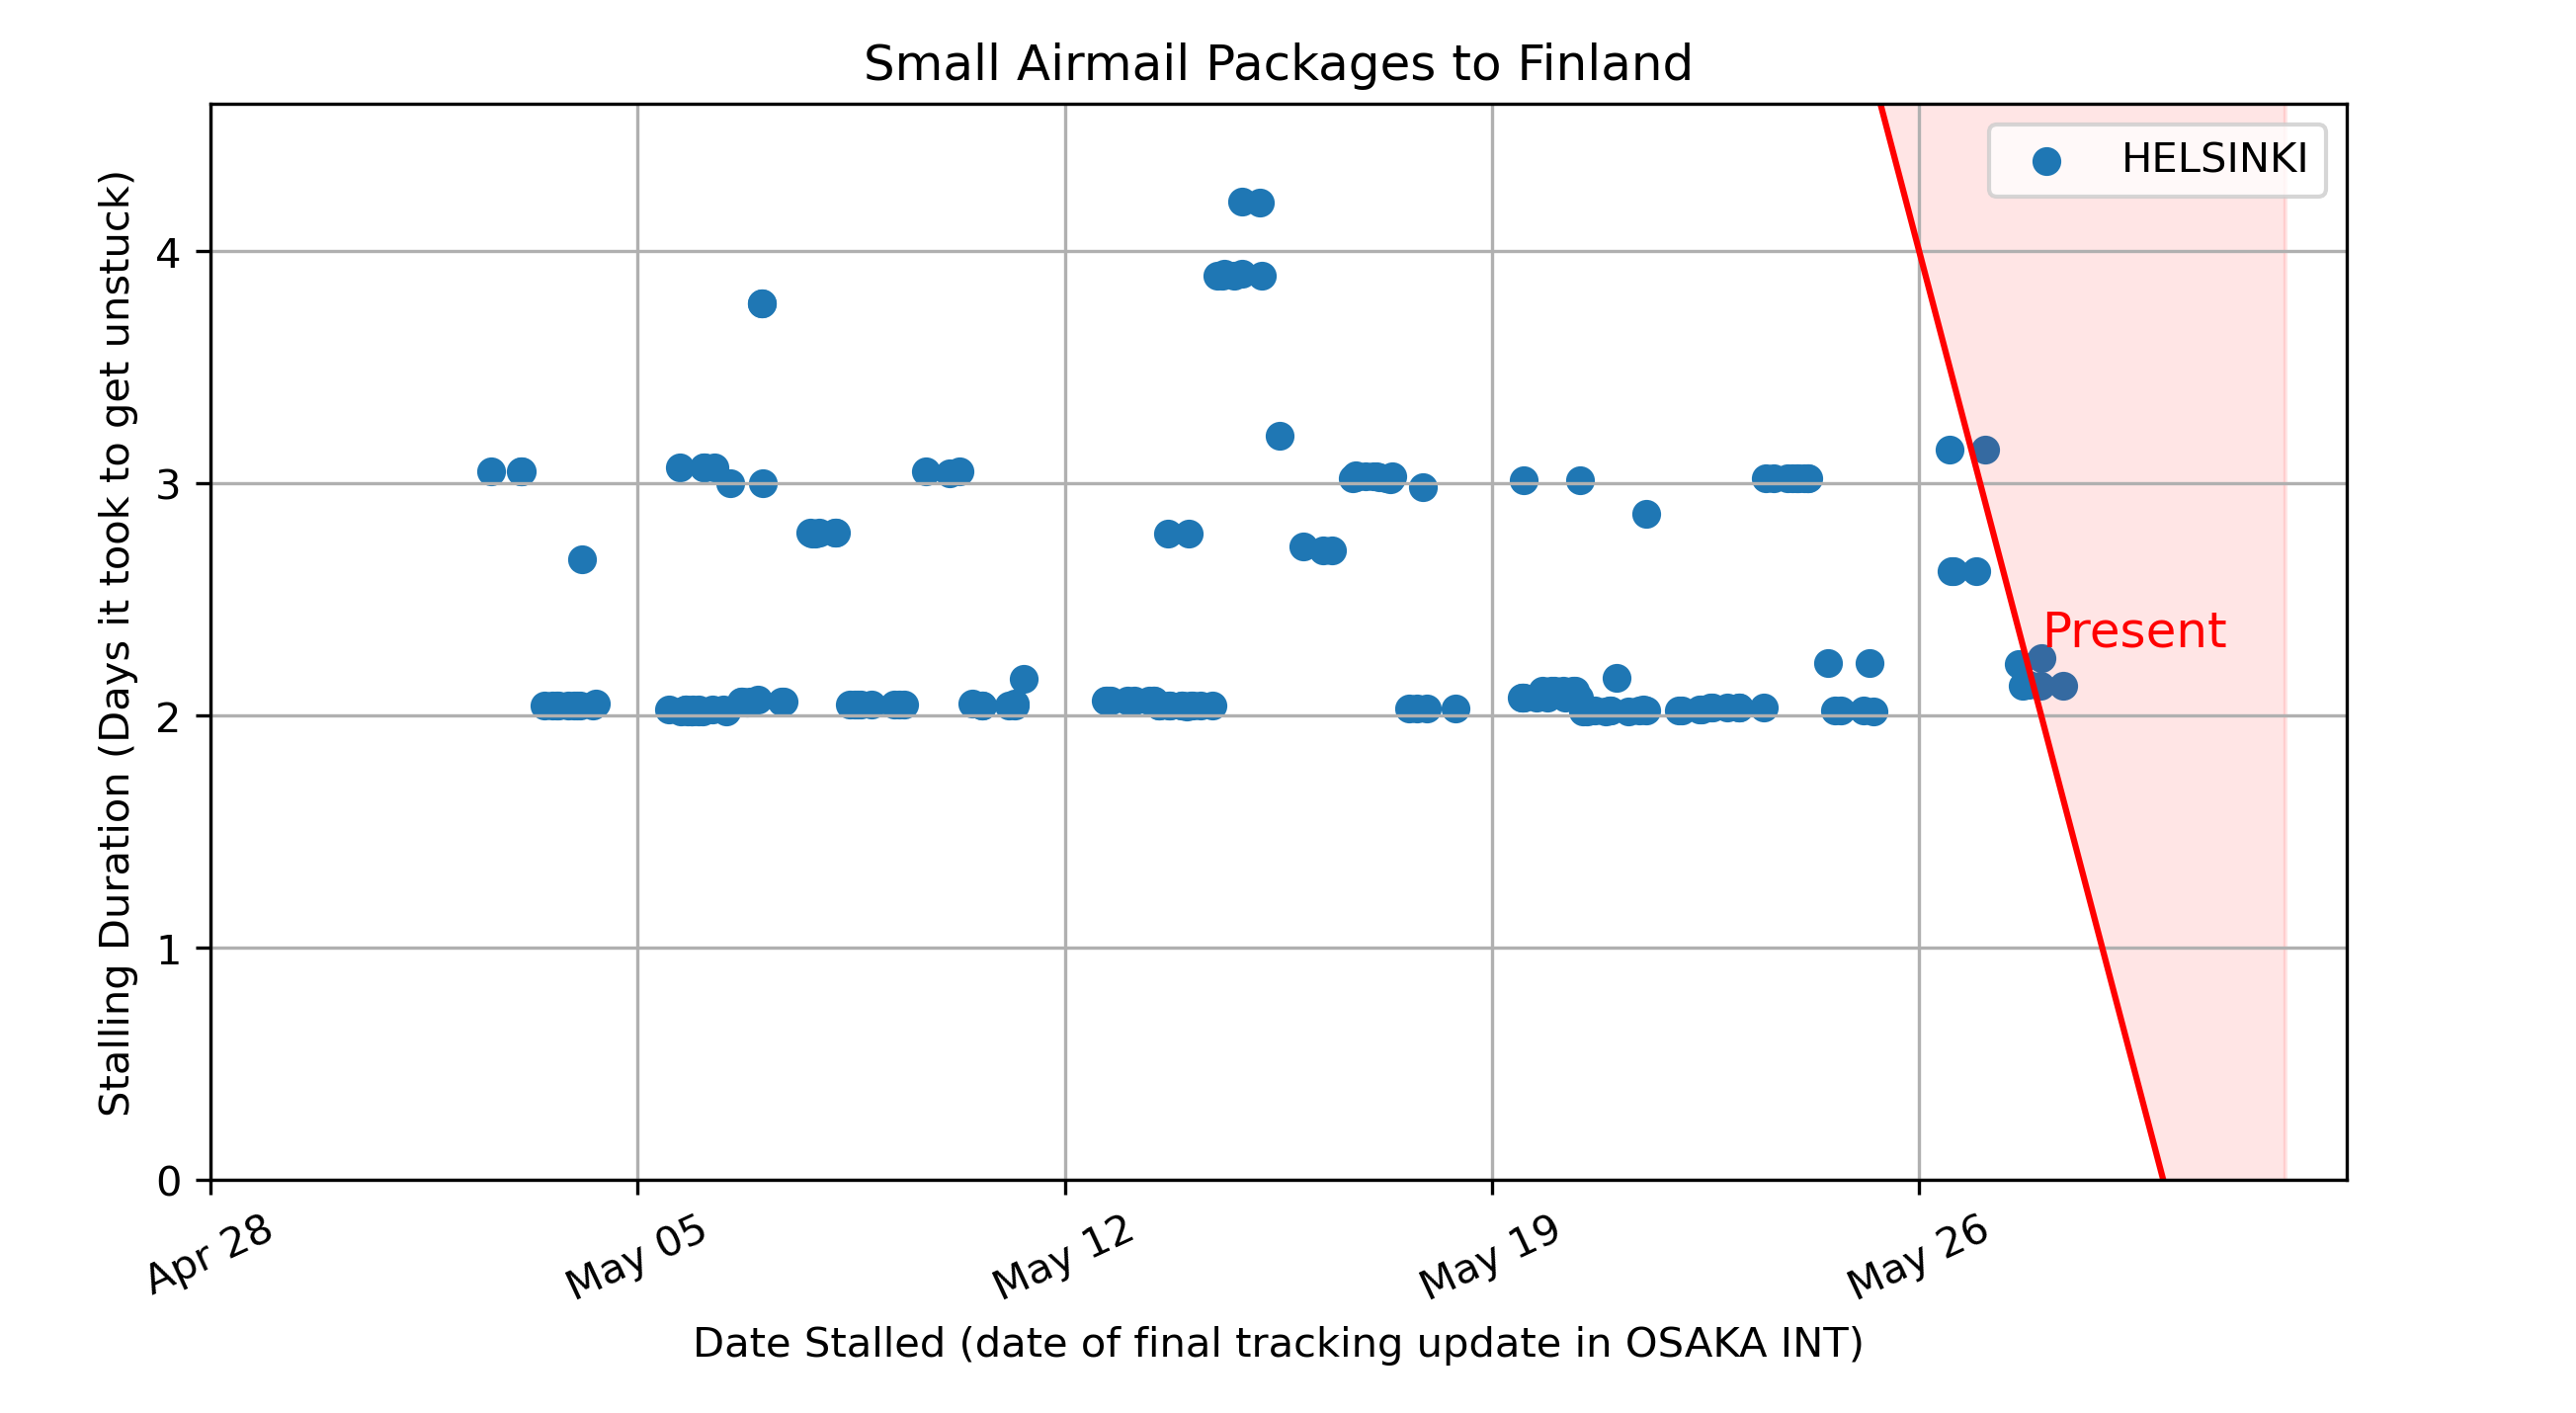 Small Airmail Packages to Finland
HELSINKI
Stalling Duration (Days it took to get unstuck)
4
3
2
1
0
Present
Apr 28
May 05
May 12
May 19
May 26
Date Stalled (date of final tracking update in OSAKA INT)